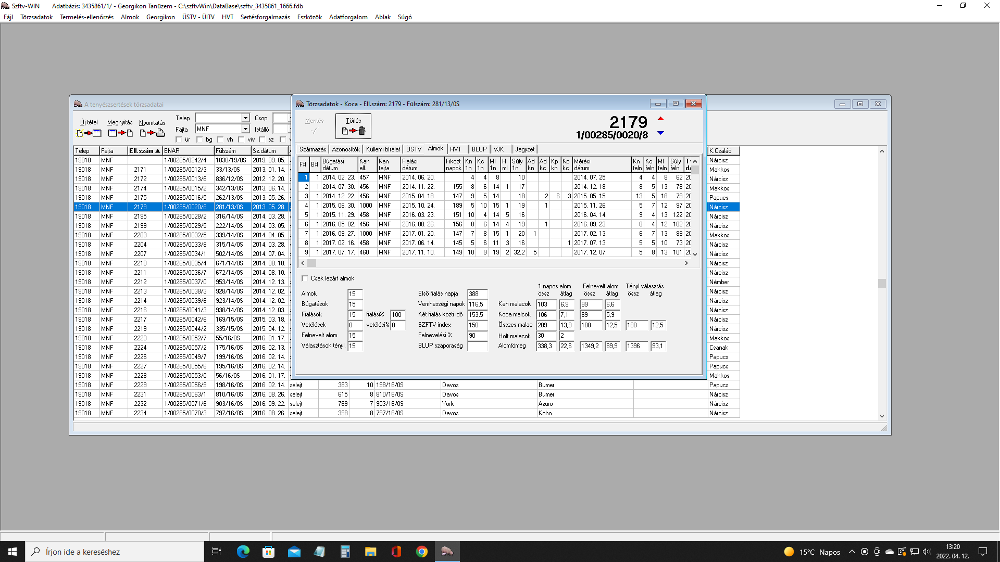 Szftv-WIN Adatbázis: 3435861/1/ - Georgikon Tanüzem - C:\szftvWin\DataBase\szftv_3435861_1666.fdb
Fájl Törzsadatok Termelés-ellenőrzés Almok Georgikon ÜSTV - ÜITV HVT Sertésforgalmazás Eszközök Adatforgalom Ablak Súgó
A tenyészsertések törzsadatai
Új tétel Megnyitás Nyomtatás
Telep Csop.
Fajta MNF Istálló
ür bg vh viv sz
Telep Fajta Ell.szám ENAR Fülszám Sz.dátum K.Család
19018 MNF 1/00285/0242/4 1030/19/0S 2019. 09. 05. Nárcisz
19018 MNF 2171 1/00285/0012/3 33/13/0S 2013. 01. 14. Makkos
19018 MNF 2172 1/00285/0013/6 836/12/0S 2012. 12. 20. Nárcisz
19018 MNF 2174 1/00285/0015/2 342/13/0S 2013. 06. 14. Makkos
19018 MNF 2175 1/00285/0016/5 262/13/0S 2013. 05. 26. Papucs
19018 MNF 2179 1/00285/0020/8 281/13/0S 2013. 05. 28. Nárcisz
19018 MNF 2195 1/00285/0028/2 316/14/0S 2014. 03. 28. Nárcisz
19018 MNF 2199 1/00285/0029/5 222/14/0S 2014. 03. 05. Nárcisz
19018 MNF 2203 1/00285/0032/5 339/14/0S 2014. 04. 05. Makkos
19018 MNF 2204 1/00285/0033/8 315/14/0S 2014. 03. 28. Nárcisz
19018 MNF 2207 1/00285/0034/1 502/14/0S 2014. 07. 04. Nárcisz
19018 MNF 2210 1/00285/0035/4 671/14/0S 2014. 08. 10. Nárcisz
19018 MNF 2211 1/00285/0036/7 672/14/0S 2014. 08. 10. Nárcisz
19018 MNF 2212 1/00285/0037/0 953/14/0S 2014. 12. 13. Némber
19018 MNF 2213 1/00285/0038/3 928/14/0S 2014. 12. 02. Nárcisz
19018 MNF 2214 1/00285/0039/6 923/14/0S 2014. 12. 02. Nárcisz
19018 MNF 2216 1/00285/0041/3 938/14/0S 2014. 12. 03. Nárcisz
19018 MNF 2217 1/00285/0042/6 169/15/0S 2015. 03. 18. Nárcisz
19018 MNF 2219 1/00285/0044/2 335/15/0S 2015. 04. 12. Nárcisz
19018 MNF 2223 1/00285/0052/7 55/16/0S 2016. 01. 17. Makkos
19018 MNF 2224 1/00285/0057/2 175/16/0S 2016. 02. 13. Csanak
19018 MNF 2226 1/00285/0049/7 199/16/0S 2016. 02. 14. Papucs
19018 MNF 2227 1/00285/0055/6 195/16/0S 2016. 02. 14. Papucs
19018 MNF 2228 1/00285/0053/0 56/16/0S 2016. 01. 17. Makkos
19018 MNF 2229 1/00285/0056/9 198/16/0S 2016. 02. 14. selejt 383 10 198/16/0S Davos Bumer Papucs
19018 MNF 2231 1/00285/0063/1 810/16/0S 2016. 08. 26. selejt 615 8 810/16/0S Davos Bumer Nárcisz
19018 MNF 2232 1/00285/0071/6 903/16/0S 2016. 09. 22. selejt 769 7 903/16/0S York Azuro Nárcisz
19018 MNF 2234 1/00285/0070/3 797/16/0S 2016. 08. 26. selejt 398 8 797/16/0S Davos Kohn Nárcisz
Törzsadatok - Koca - Ell.szám: 2179 - Fülszám: 281/13/0S
Mentés Törlés 2179
1/00285/0020/8
Származás Azonosítók Küllemi bírálat ÜSTV Almok HVT BLUP VJK Jegyzet
F# B# Búgatási dátum Kan ell. Kan fajta Fialási dátum Fiközt napok Kn 1n Kc 1n Ml 1n H ml Súly 1n Ad kn Ad kc Kp kn Kp kc Mérési dátum Kn feln Kc feln Ml feln Súly feln
1 1 2014. 02. 23. 457 MNF 2014. 06. 20. 4 4 8 10 2014. 07. 25. 4 4 8 62 20
2 1 2014. 07. 30. 456 MNF 2014. 11. 22. 155 8 6 14 1 17 2014. 12. 18. 8 5 13 78 20
3 1 2014. 12. 22. 456 MNF 2015. 04. 18. 147 9 5 14 18 2 6 3 2015. 05. 15. 13 5 18 79 20
4 1 2015. 06. 30. 1000 MNF 2015. 10. 24. 189 5 10 15 1 19 1 2015. 11. 26. 5 7 12 97 20
5 1 2015. 11. 29. 458 MNF 2016. 03. 23. 151 10 4 14 5 16 2016. 04. 14. 9 4 13 122 20
6 1 2016. 05. 02. 456 MNF 2016. 08. 26. 156 8 6 14 4 19 1 2016. 09. 23. 8 4 12 102 20
7 1 2016. 09. 27. 1000 MNF 2017. 01. 20. 147 7 8 15 1 20 1 2017. 02. 13. 6 7 13 89 20
8 1 2017. 02. 16. 458 MNF 2017. 06. 14. 145 5 6 11 3 16 1 2017. 07. 13. 5 5 10 73 20
9 1 2017. 07. 17. 460 MNF 2017. 11. 10. 149 10 9 19 2 32,2 5 2017. 12. 07. 5 8 13 101 20
Csak lezárt almok
1 napos alom Felnevelt alom Tényl választás
össz átlag össz átlag össz átlag
Almok 15 Első fialás napja 388
Búgatások 15 Vemhességi napok 116,5 Kan malacok 103 6,9 99 6,6
Fialások 15 fialási% 100 Két fialás közti idő 153,5 Koca malcok 106 7,1 89 5,9
Vetélések 0 vetélési% 0 SZFTV index 150 Összes malac 209 13,9 188 12,5 188 12,5
Felnevelt alom 15 Felnevelési % 90 Holt malacok 30 2
Választások tényl. 15 BLUP szaporaság Alomtömeg 338,3 22,6 1349,2 89,9 1396 93,1
Írjon ide a kereséshez 15°C Napos 13:20
2022. 04. 12.